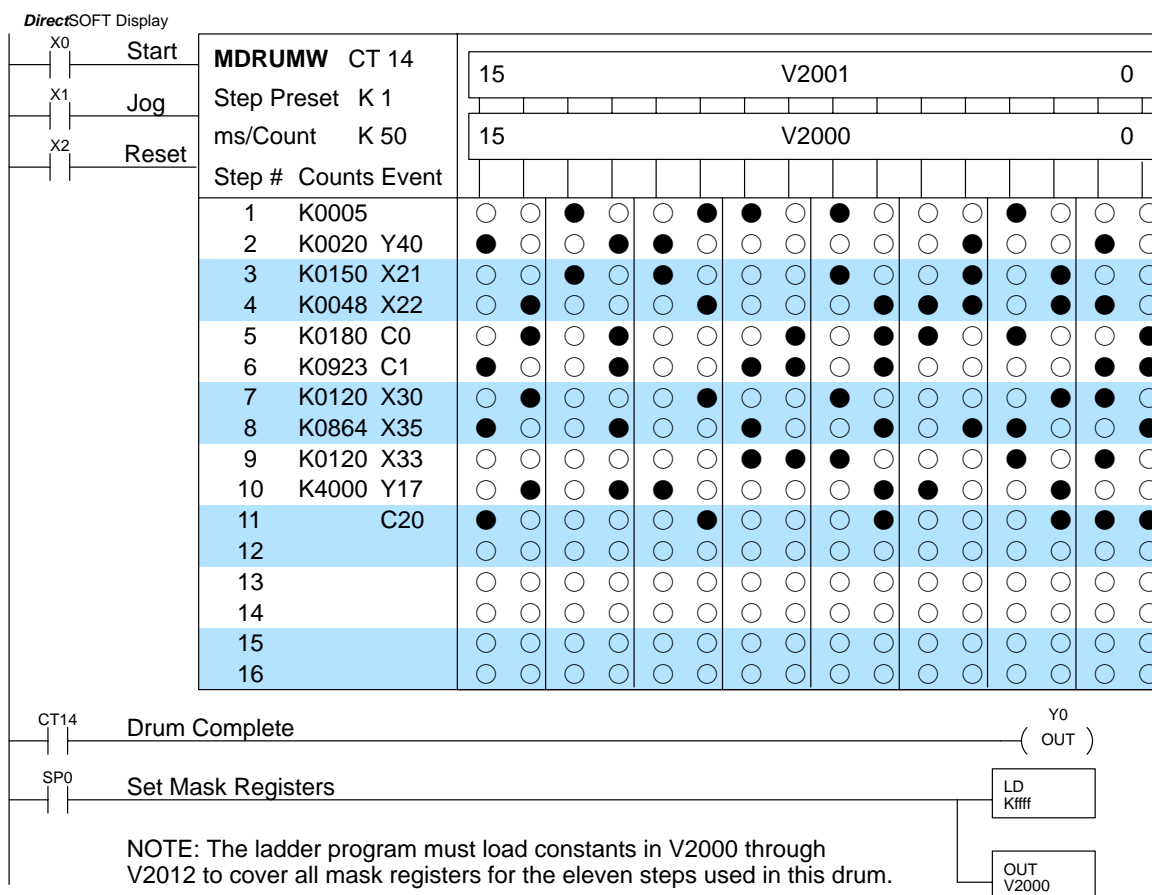 DirectSOFT Display
X0 Start
X1 Jog
X2 Reset
MDRUMW CT 14
Step Preset K 1
ms/Count K 50
Step # Counts Event
15 V2001 0
15 V2000 0
1 K0005
2 K0020 Y40
3 K0150 X21
4 K0048 X22
5 K0180 C0
6 K0923 C1
7 K0120 X30
8 K0864 X35
9 K0120 X33
10 K4000 Y17
11 C20
12
13
14
15
16
CT14 Drum Complete Y0
OUT
SP0 Set Mask Registers
LD
Kffff
NOTE: The ladder program must load constants in V2000 through
V2012 to cover all mask registers for the eleven steps used in this drum.
OUT
V2000